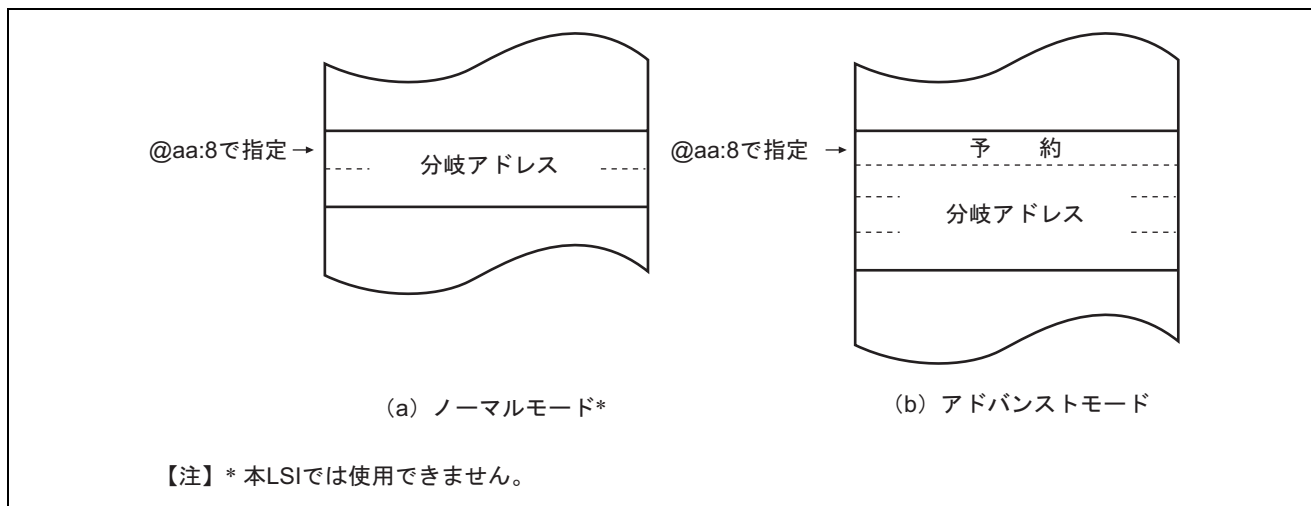 @aa:8で指定→
分岐アドレス
@aa:8で指定 →
予 約
分岐アドレス
（a）ノーマルモード*
（b）アドバンストモード
【注】* 本LSIでは使用できません。